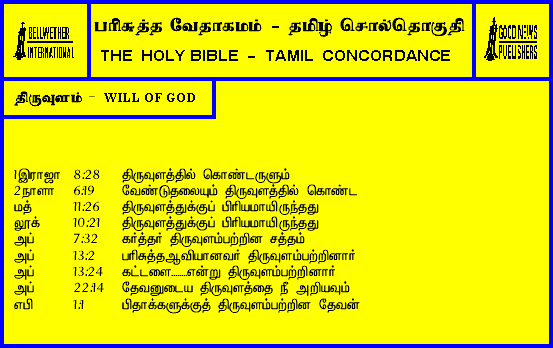 BELLWETHER
INTERNATIONAL
பரிசுத்த வேதாகமம் - தமிழ் சொல்தொகுதி
THE HOLY BIBLE - TAMIL CONCORDANCE
GOOD NEWS
PUBLISHERS
திருவுளம் - WILL OF GOD
1இராஜா 8:28 திருவுளத்தில் கொண்டருளும்
2நாளா 6:19 வேண்டுதலையும் திருவுளத்தில் கொண்ட
மத் 11:26 திருவுளத்துக்குப் பிரியமாயிருந்தது
லூக் 10:21 திருவுளத்துக்குப் பிரியமாயிருந்தது
அப் 7:32 கர்த்தர் திருவுளம்பற்றின சத்தம்
அப் 13:2 பரிசுத்தஆவியானவர் திருவுளம்பற்றினார்
அப் 13:24 கட்டளை.......என்று திருவுளம்பற்றினார்
அப் 22:14 தேவனுடைய திருவுளத்தை நீ அறியவும்
எபி 1:1 பிதாக்களுக்குத் திருவுளம்பற்றின தேவன்